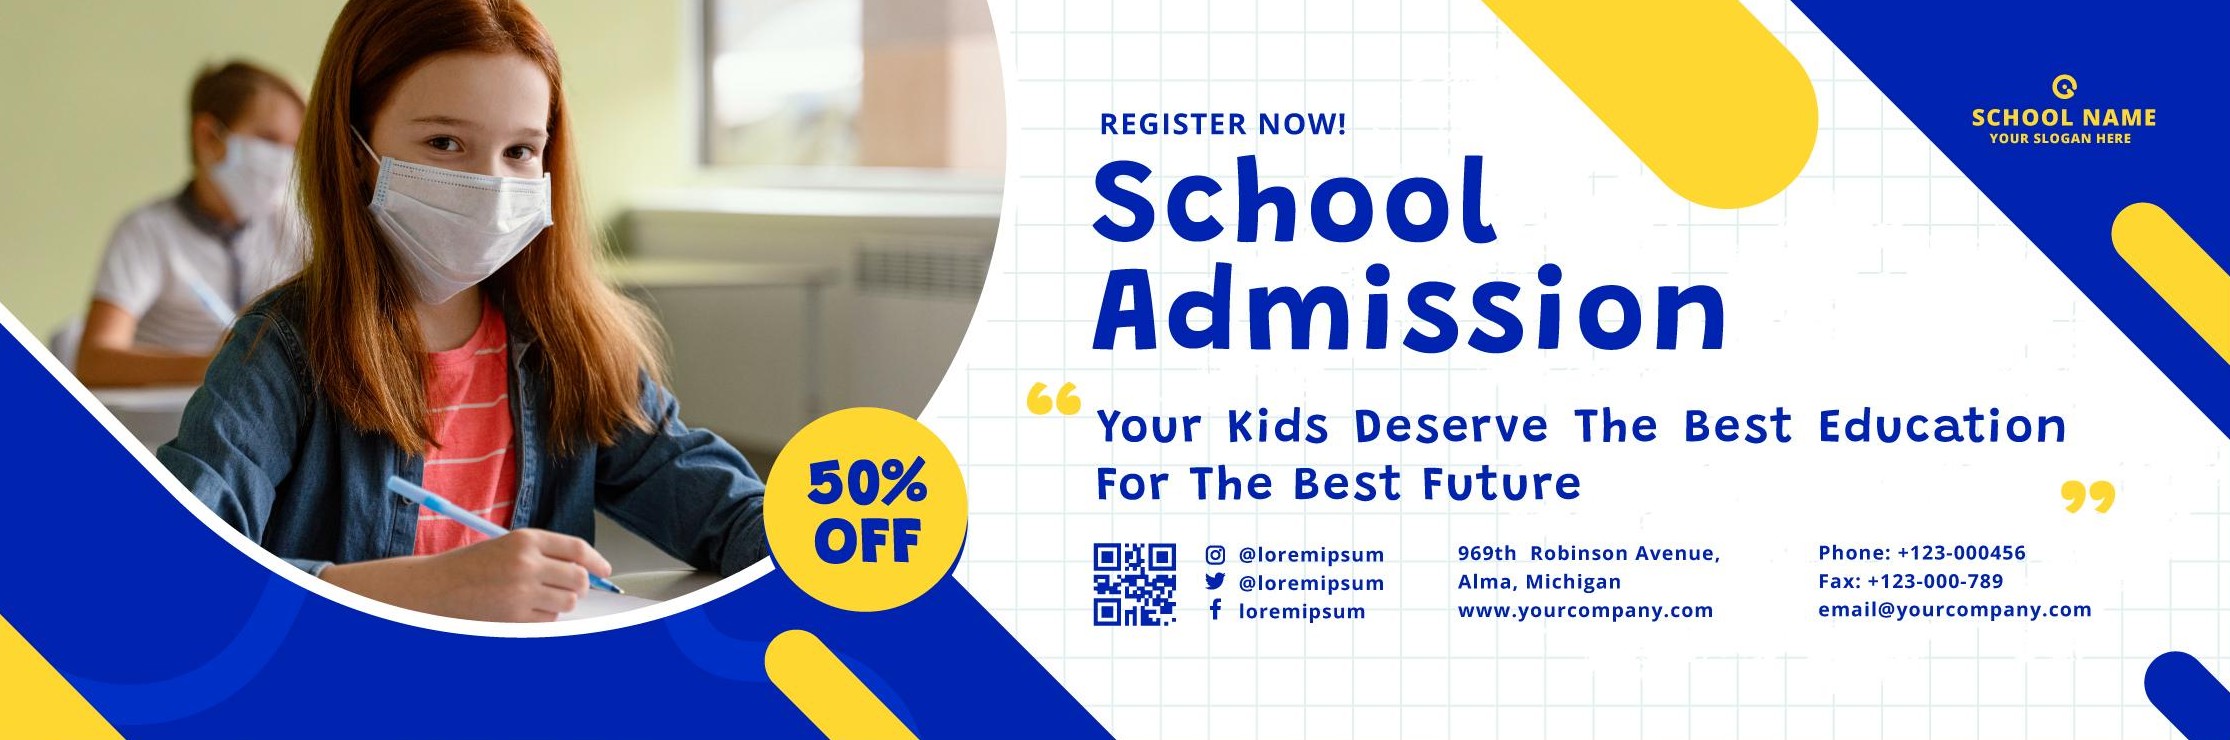 REGISTER NOW!
School
Admission
“Your Kids Deserve The Best Education
For The Best Future”
50%
OFF
@loremipsum
@loremipsum
loremipsum
969th Robinson Avenue,
Alma, Michigan
www.yourcompany.com
Phone: +123-000456
Fax: +123-000-789
email@yourcompany.com
SCHOOL NAME
YOUR SLOGAN HERE